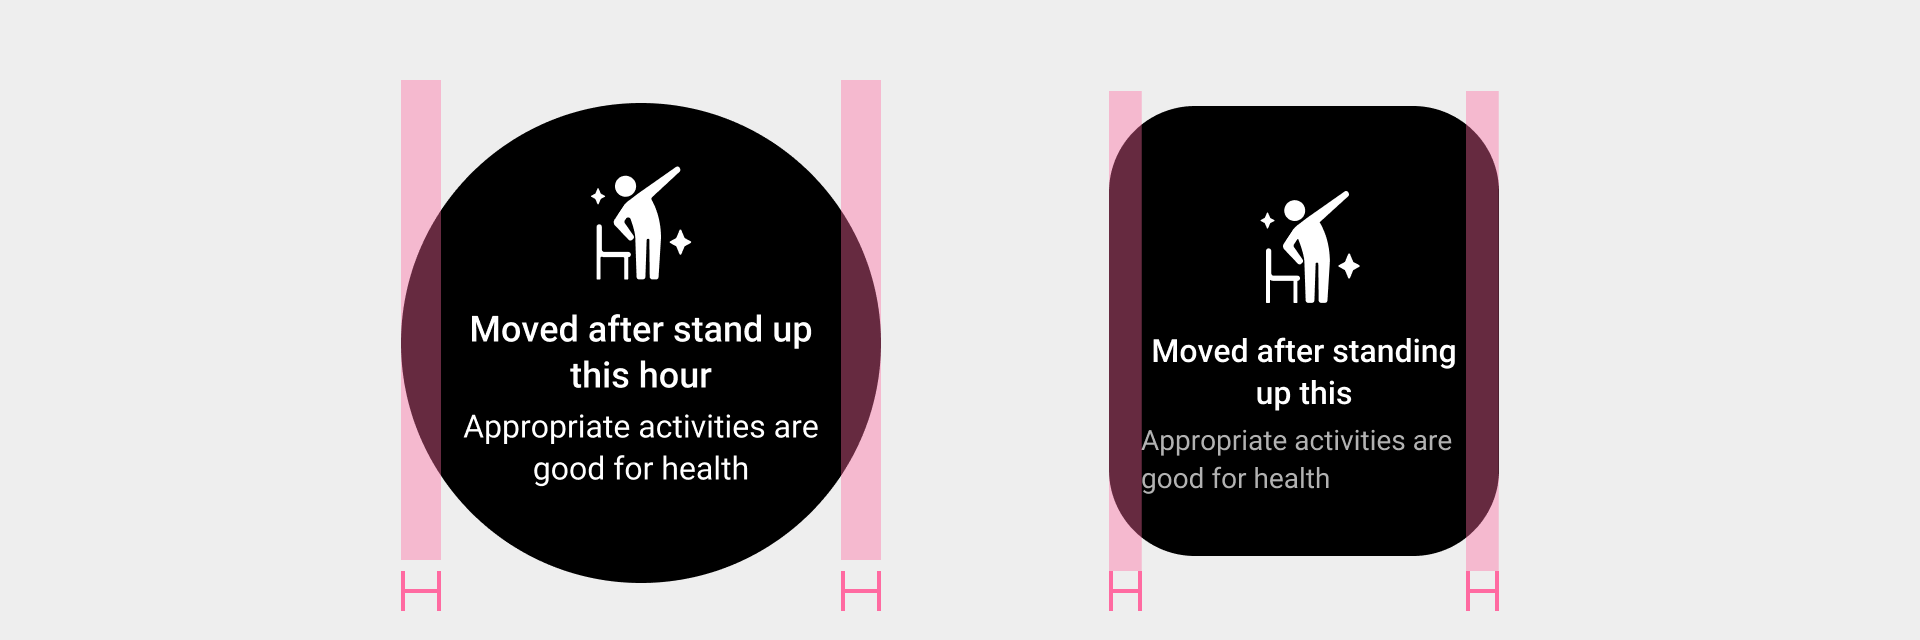 Moved after stand up
this hour
Appropriate activities are
good for health
Moved after standing
up this
Appropriate activities are
good for health